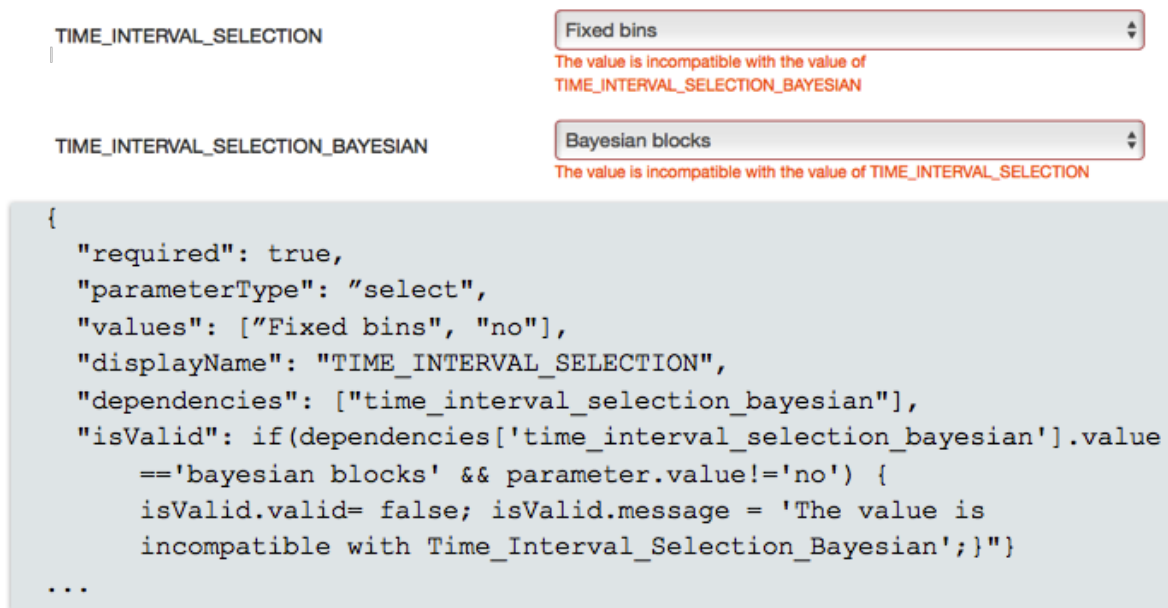 TIME_INTERVAL_SELECTION
Fixed bins
The value is incompatible with the value of
TIME_INTERVAL_SELECTION_BAYESIAN
TIME_INTERVAL_SELECTION_BAYESIAN
Bayesian blocks
The value is incompatible with the value of TIME_INTERVAL_SELECTION
{
"required": true,
"parameterType": ”select",
"values": [”Fixed bins", "no"],
"displayName": "TIME_INTERVAL_SELECTION",
"dependencies": ["time_interval_selection_bayesian"],
"isValid": if(dependencies['time_interval_selection_bayesian'].value
=='bayesian blocks' && parameter.value!='no') {
isValid.valid= false; isValid.message = 'The value is
incompatible with Time_Interval_Selection_Bayesian';}"}
...